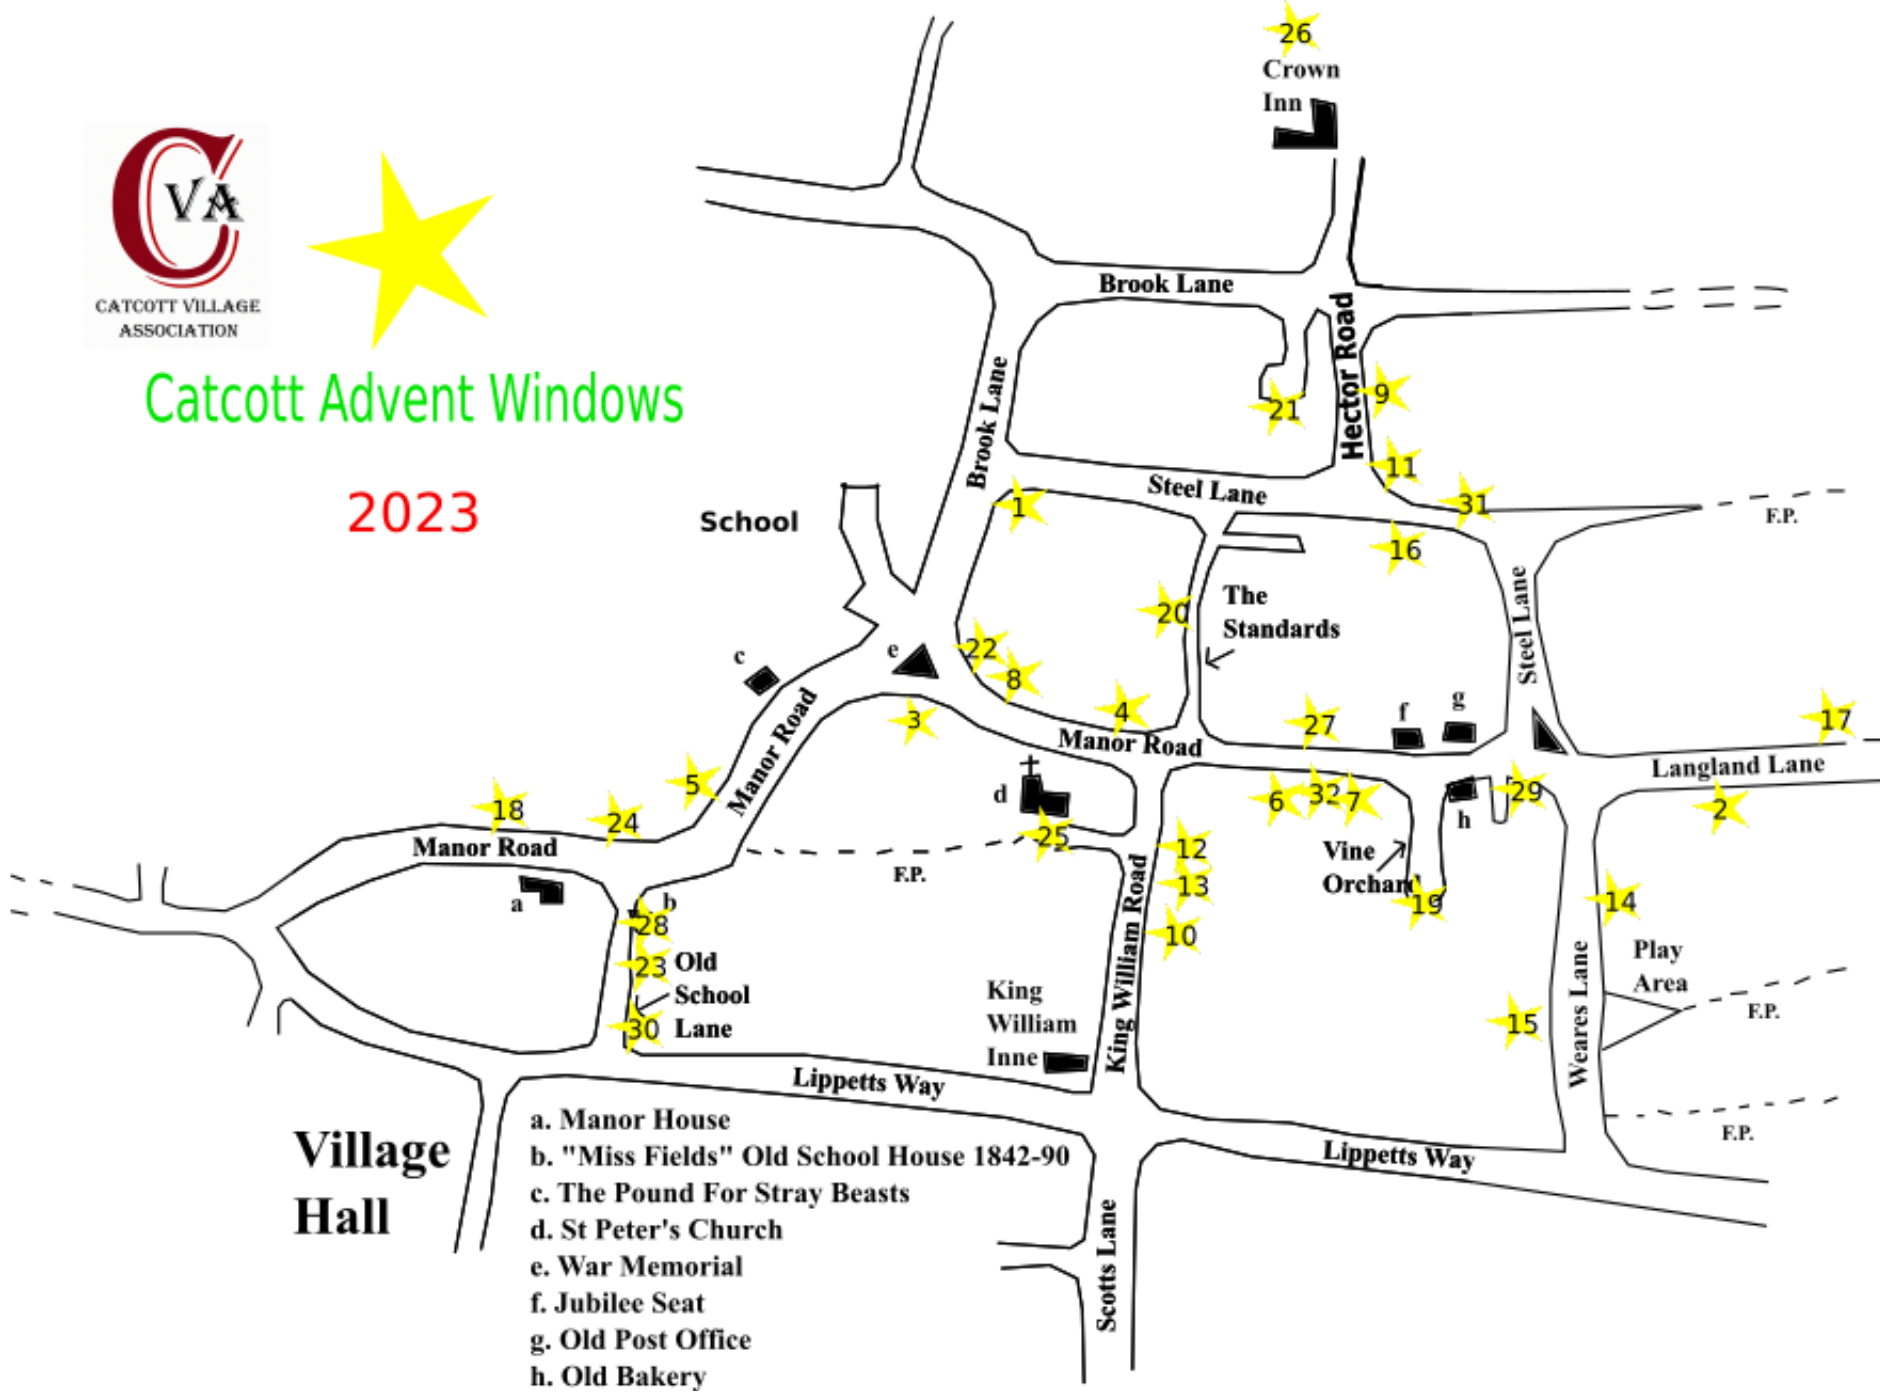 26
Crown
Inn
C
VA
CATCOTT VILLAGE
ASSOCIATION
Catcott Advent Windows
2023
Brook Lane
Hector Road
9
21
Brook Lane
11
Steel Lane
31
1
F.P.
School
16
The
Standards
20
Steel Lane
22
e
c
8
4
3
27
f
g
17
Manor Road
Manor Road
Langland Lane
5
d
6
32
7
29
2
h
18
24
Manor Road
25
12
Vine
Orchard
F.P.
13
19
14
a
b
28
10
King William Road
23
Old
School
Lane
30
Play
Area
F.P.
King
William
Inne
15
Weares Lane
Lippetts Way
F.P.
Lippetts Way
Village
Hall
Scotts Lane
a. Manor House
b. "Miss Fields" Old School House 1842-90
c. The Pound For Stray Beasts
d. St Peter's Church
e. War Memorial
f. Jubilee Seat
g. Old Post Office
h. Old Bakery